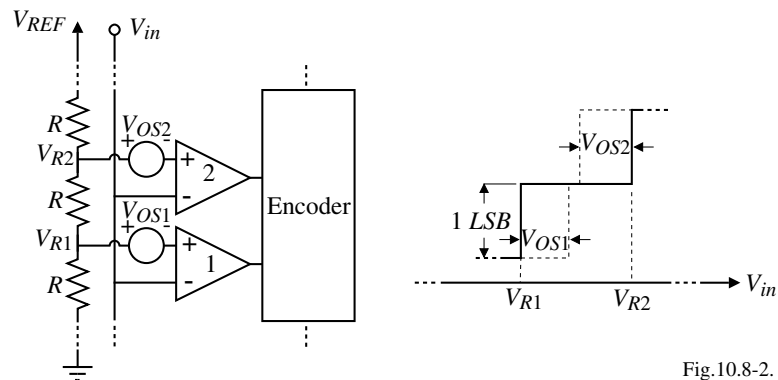 VREF
Vin
R
VOS2
+ -
VR2
+
2
-
R
Encoder
VOS1
+ -
VR1
+
1
-
R
VOS2
1 LSB
VOS1
VR1
VR2
Vin
Fig.10.8-2.